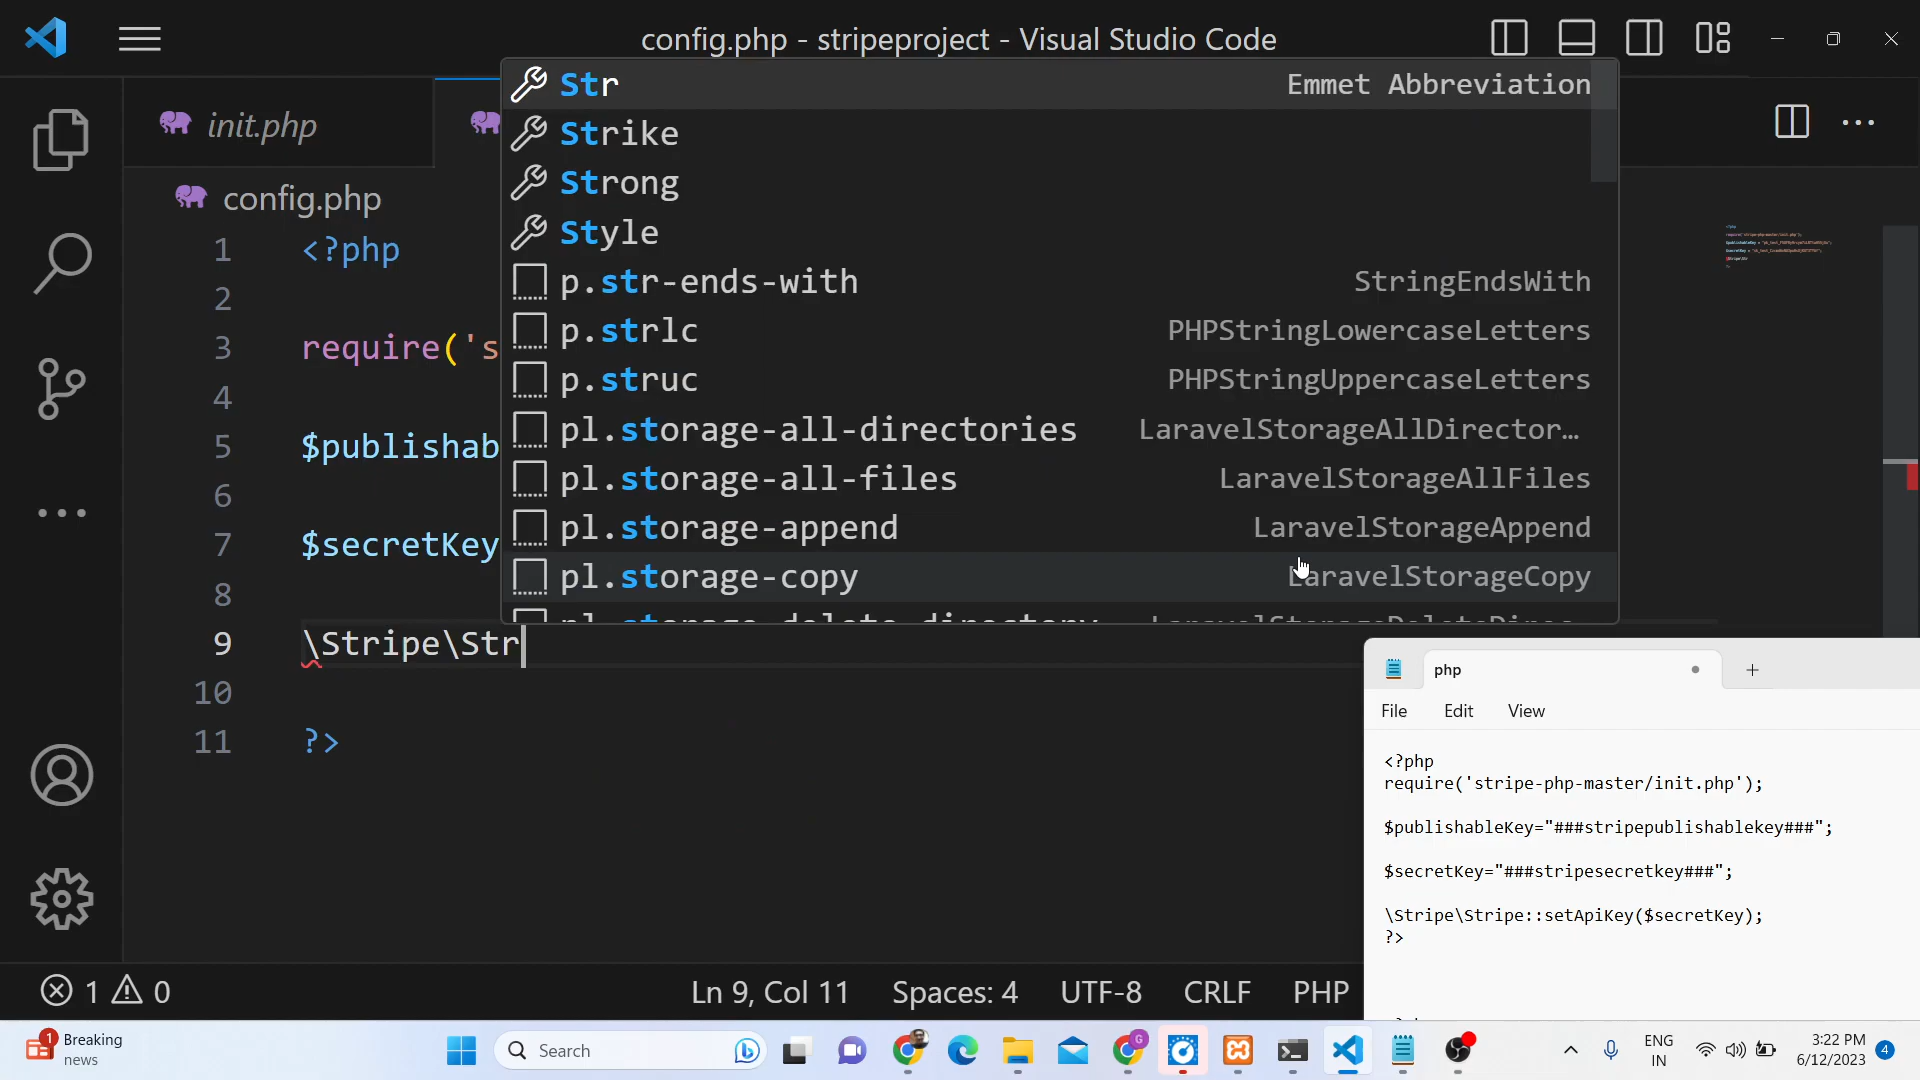 config.php - stripeproject - Visual Studio Code
init.php
config.php
Str Emmet Abbreviation
Strike
Strong
Style
p.str-ends-with StringEndsWith
p.strlc PHPStringLowercaseLetters
p.struc PHPStringUppercaseLetters
pl.storage-all-directories LaravelStorageAllDirector…
pl.storage-all-files LaravelStorageAllFiles
pl.storage-append LaravelStorageAppend
pl.storage-copy LaravelStorageCopy
1 <?php
2
3 require('s
4
5 $publishab
6
7 $secretKey
8
9 \Stripe\Str
10
11 ?>
php
File Edit View
<?php
require('stripe-php-master/init.php');
$publishableKey="###stripepublishablekey###";
$secretKey="###stripesecretkey###";
\Stripe\Stripe::setApiKey($secretKey);
?>
1 0 Ln 9, Col 11 Spaces: 4 UTF-8 CRLF PHP
1 Breaking
news
Search
ENG
IN
3:22 PM
6/12/2023
4